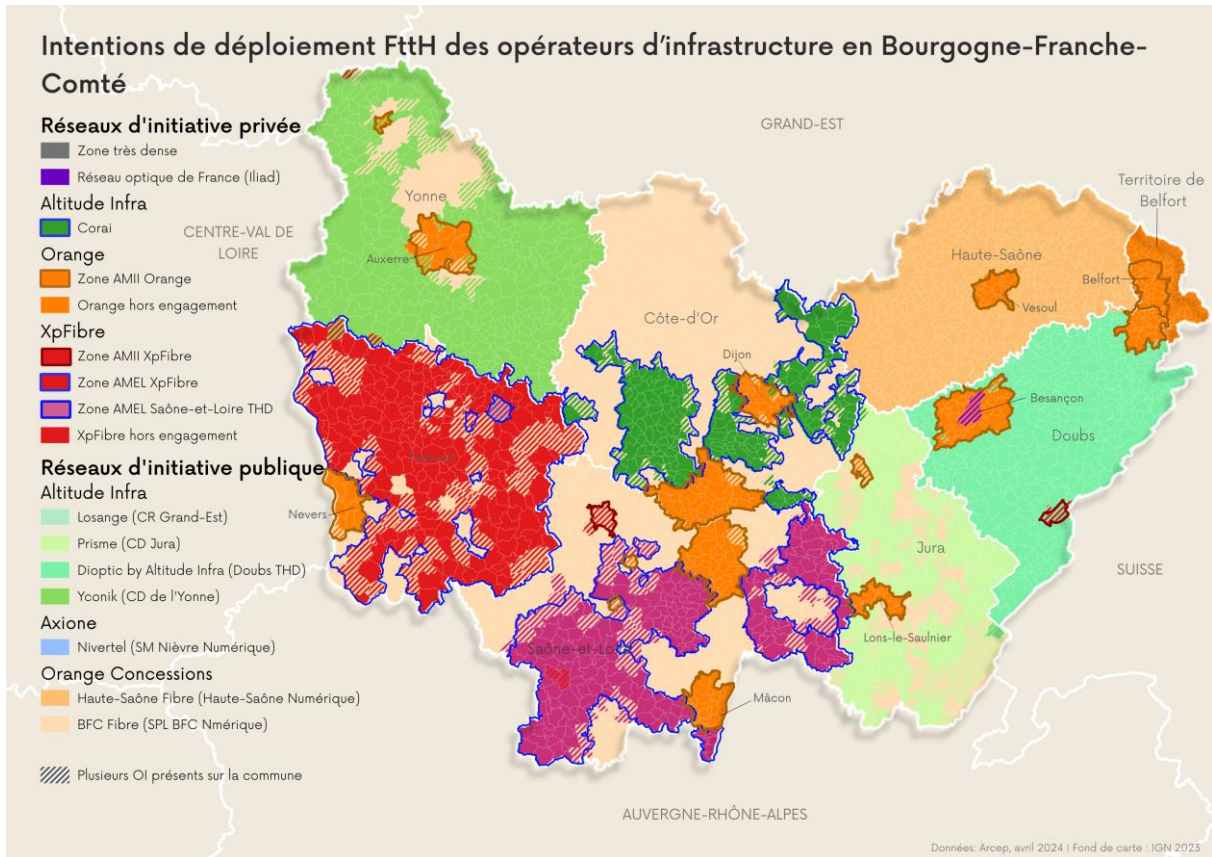 Intentions de déploiement FttH des opérateurs d'infrastructure en Bourgogne-Franche-
Comté
Réseaux d'initiative privée
Zone très dense
Réseau optique de France (Iliad)
Altitude Infra
Corai
Orange
Zone AMII Orange
Orange hors engagement
XpFibre
Zone AMII XpFibre
Zone AMEL XpFibre
Zone AMEL Saône-et-Loire THD
XpFibre hors engagement
Réseaux d'initiative publique
Altitude Infra
Losange (CR Grand-Est)
Prisme (CD Jura)
Dioptic by Altitude Infra (Doubs THD)
Yconik (CD de l'Yonne)
Axione
Nivertel (SM Nièvre Numérique)
Orange Concessions
Haute-Saône Fibre (Haute-Saône Numérique)
BFC Fibre (SPL BFC Nmérique)
Plusieurs OI présents sur la commune
GRAND-EST
Territoire de
Belfort
Yonne
CENTRE-VAL DE
LOIRE
Auxerre
Haute-Saône
Belfort
Vesoul
Côte-d'Or
Dijon
Besançon
Doubs
Nièvre
Nevers
Jura
SUISSE
Lons-le-Saulnier
Saône-et-Loire
Mâcon
AUVERGNE-RHÔNE-ALPES
Données: Arcep, avril 2024 | Fond de carte : IGN 2023